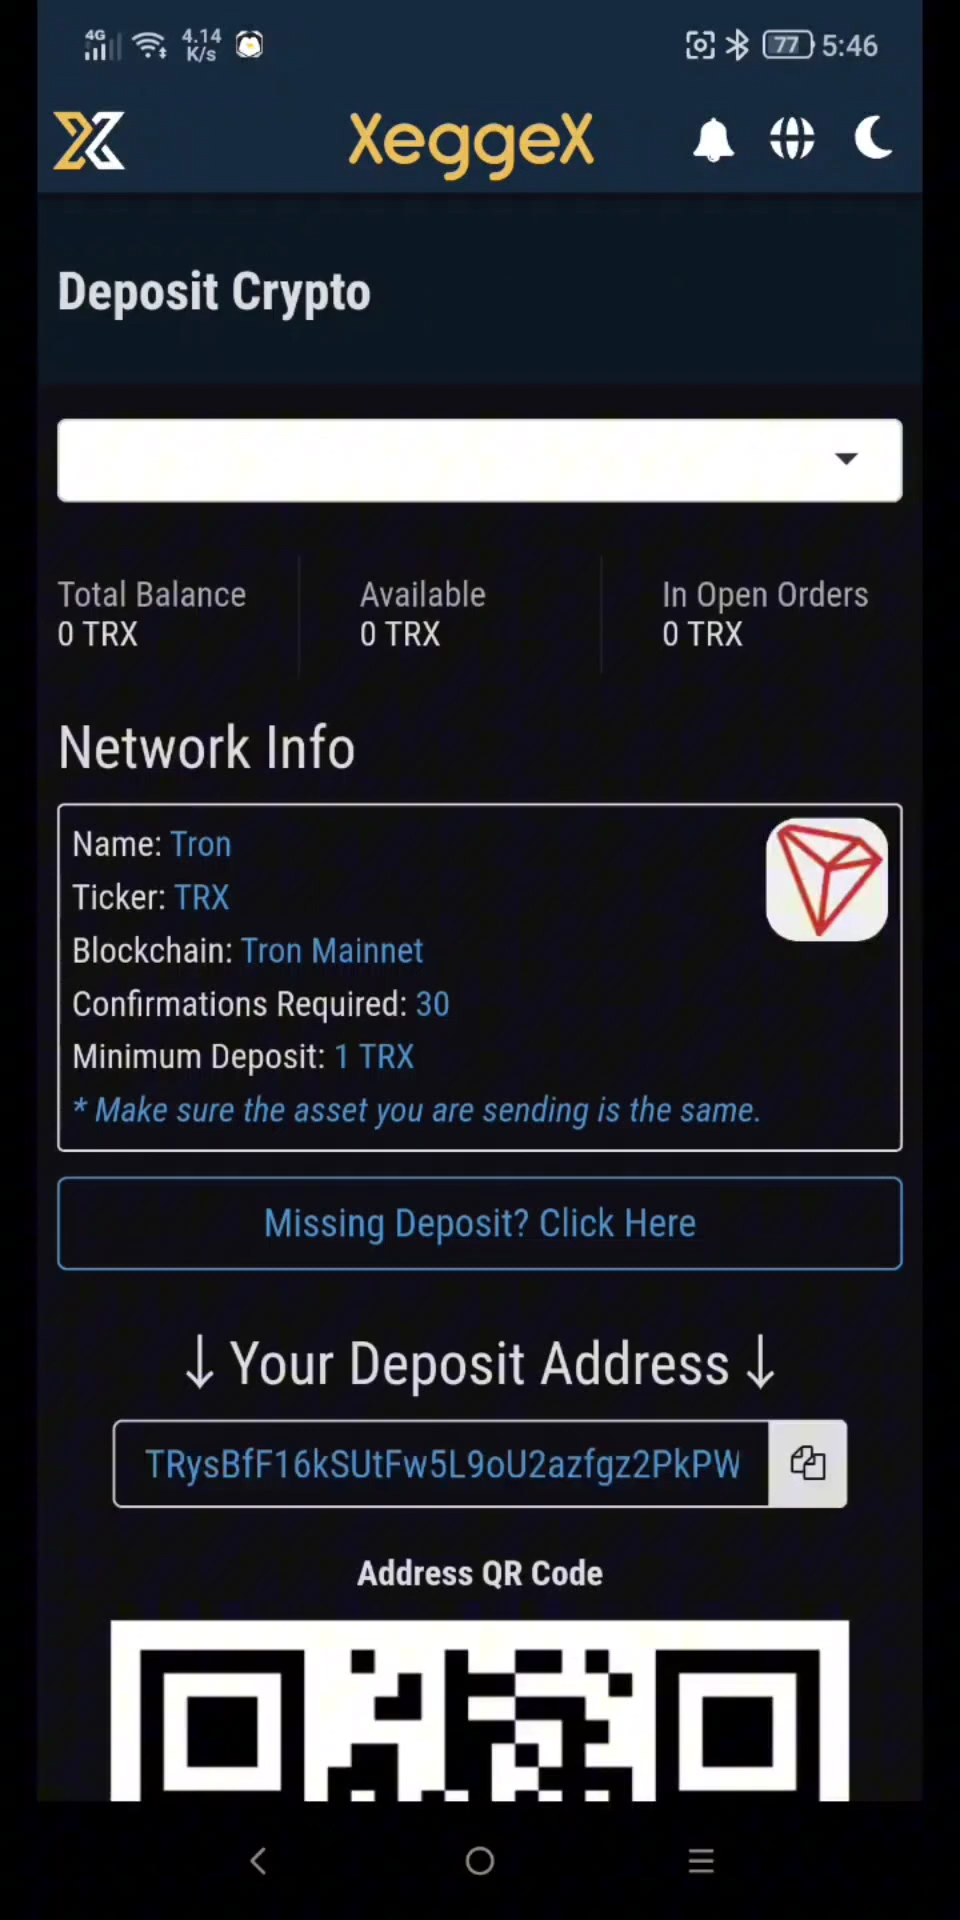 4G 4.14 K/s 77 5:46
XeggeX
Deposit Crypto
Total Balance Available In Open Orders
0 TRX 0 TRX 0 TRX
Network Info
Name: Tron
Ticker: TRX
Blockchain: Tron Mainnet
Confirmations Required: 30
Minimum Deposit: 1 TRX
* Make sure the asset you are sending is the same.
Missing Deposit? Click Here
↓ Your Deposit Address ↓
TRysBfF16kSUtFw5L9oU2azfgz2PkPW
Address QR Code